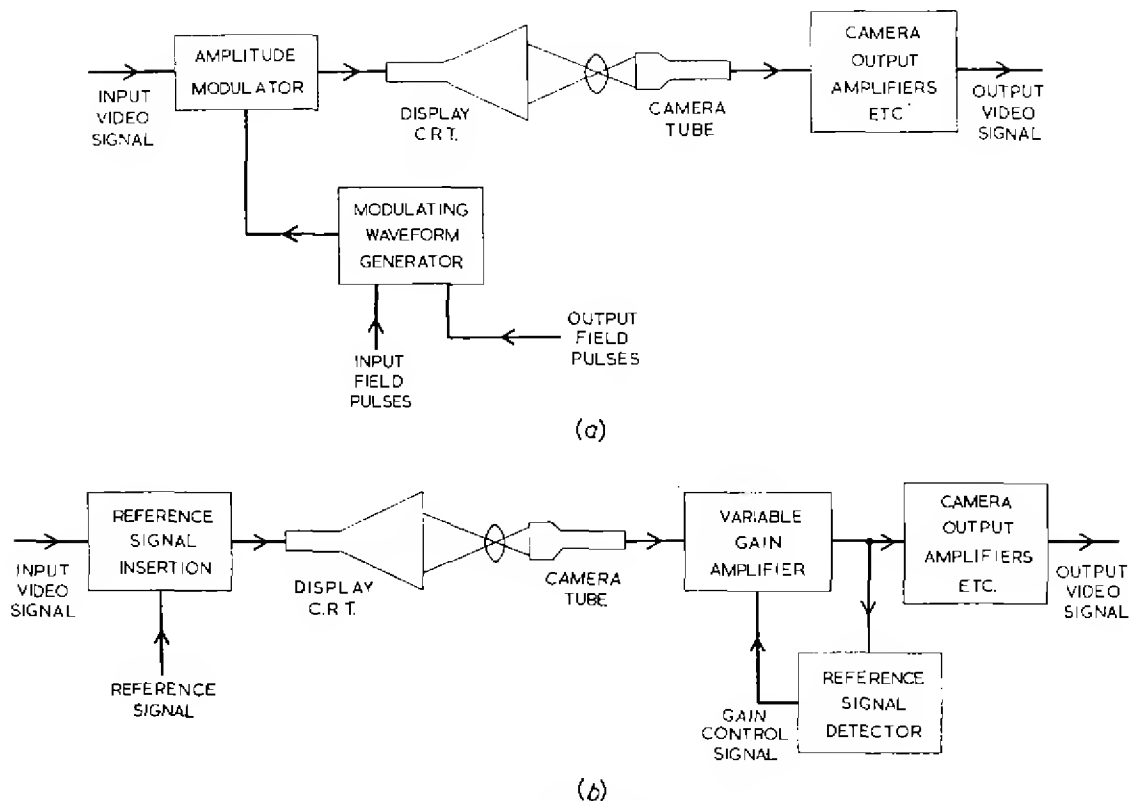 AMPLITUDE
MODULATOR
INPUT
VIDEO
SIGNAL
DISPLAY
C.R.T.
CAMERA
TUBE
CAMERA
OUTPUT
AMPLIFIERS
ETC.
OUTPUT
VIDEO
SIGNAL
MODULATING
WAVEFORM
GENERATOR
INPUT
FIELD
PULSES
OUTPUT
FIELD
PULSES
(a)
REFERENCE
SIGNAL
INSERTION
INPUT
VIDEO
SIGNAL
REFERENCE
SIGNAL
DISPLAY
C.R.T.
CAMERA
TUBE
VARIABLE
GAIN
AMPLIFIER
GAIN
CONTROL
SIGNAL
REFERENCE
SIGNAL
DETECTOR
CAMERA
OUTPUT
AMPLIFIERS
ETC.
OUTPUT
VIDEO
SIGNAL
(b)